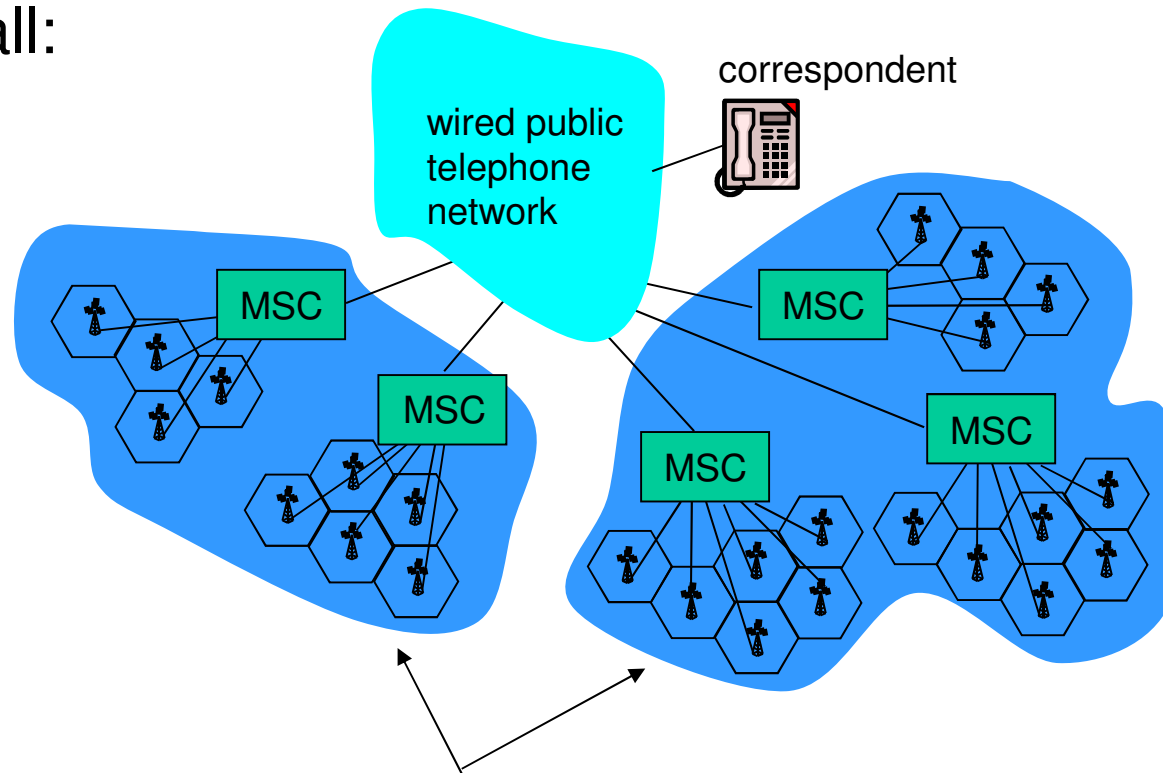 all:
correspondent
wired public
telephone
network
MSC
MSC
MSC
MSC
MSC